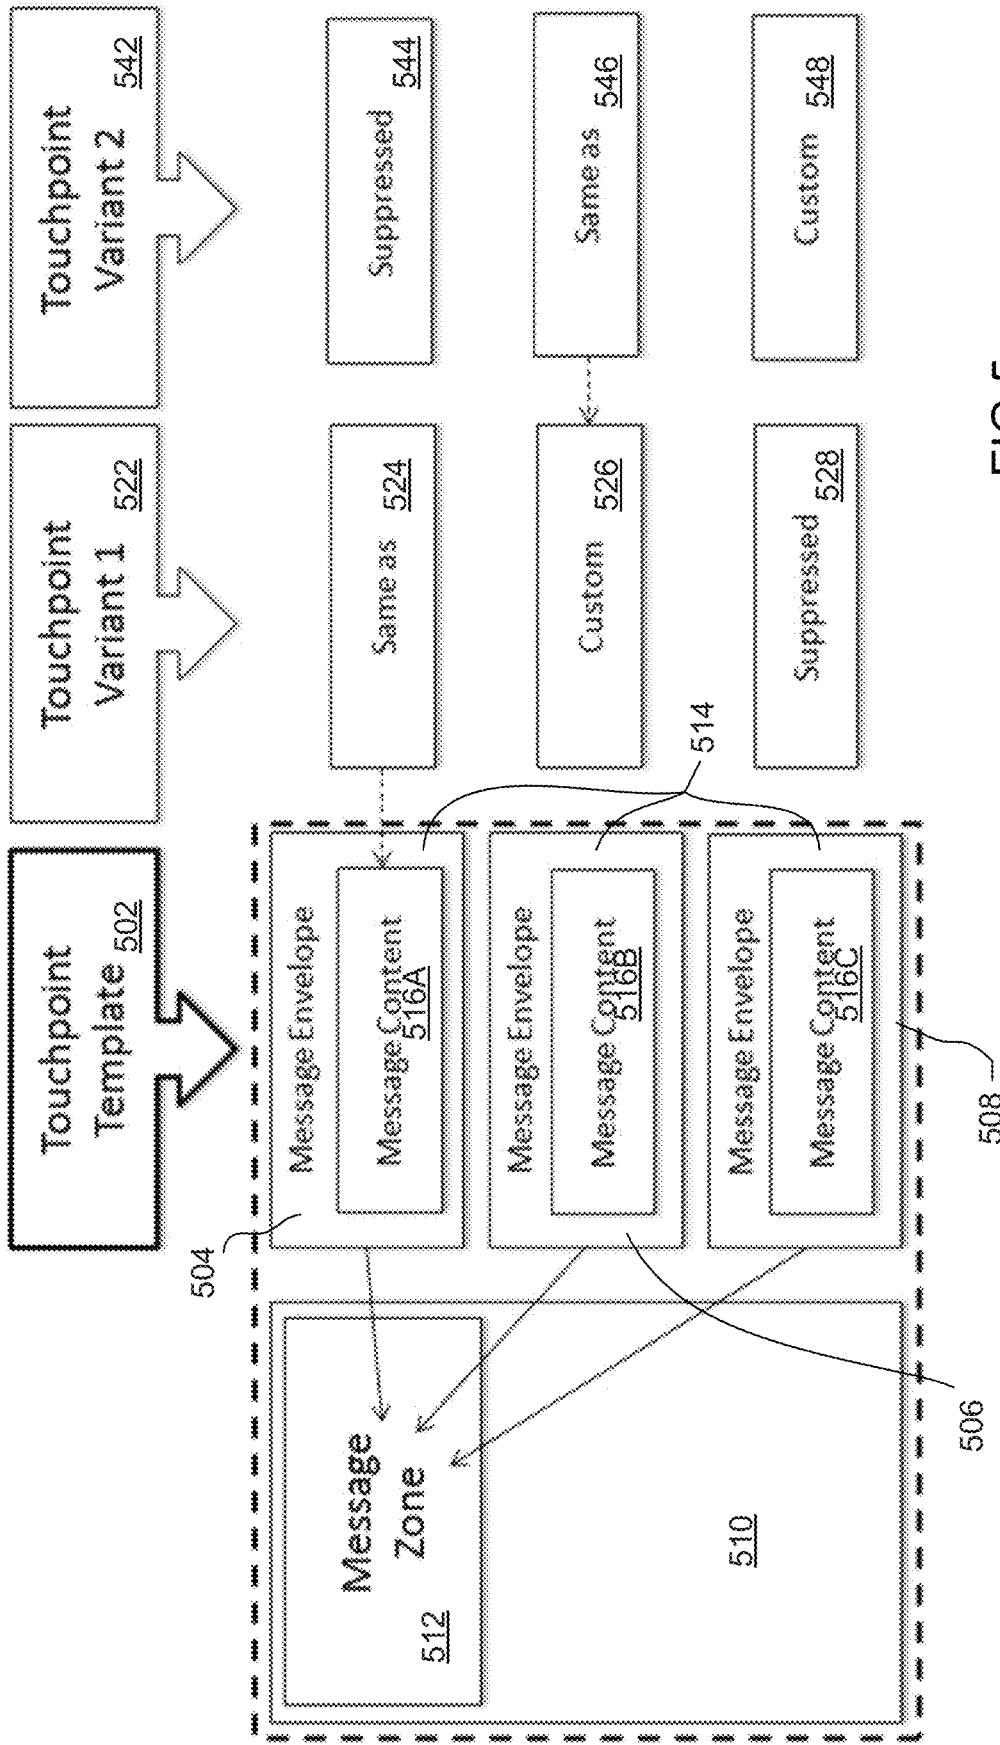 Touchpoint
Template 502
Touchpoint
Variant 1
522
Touchpoint
Variant 2
542
504
Message
Zone
512
510
Message Envelope
Message Content
516A
Same as
524
Suppressed
544
Message Envelope
Message Content
516B
Custom
526
Same as
546
514
Message Envelope
Message Content
516C
Suppressed
528
Custom
548
506
508